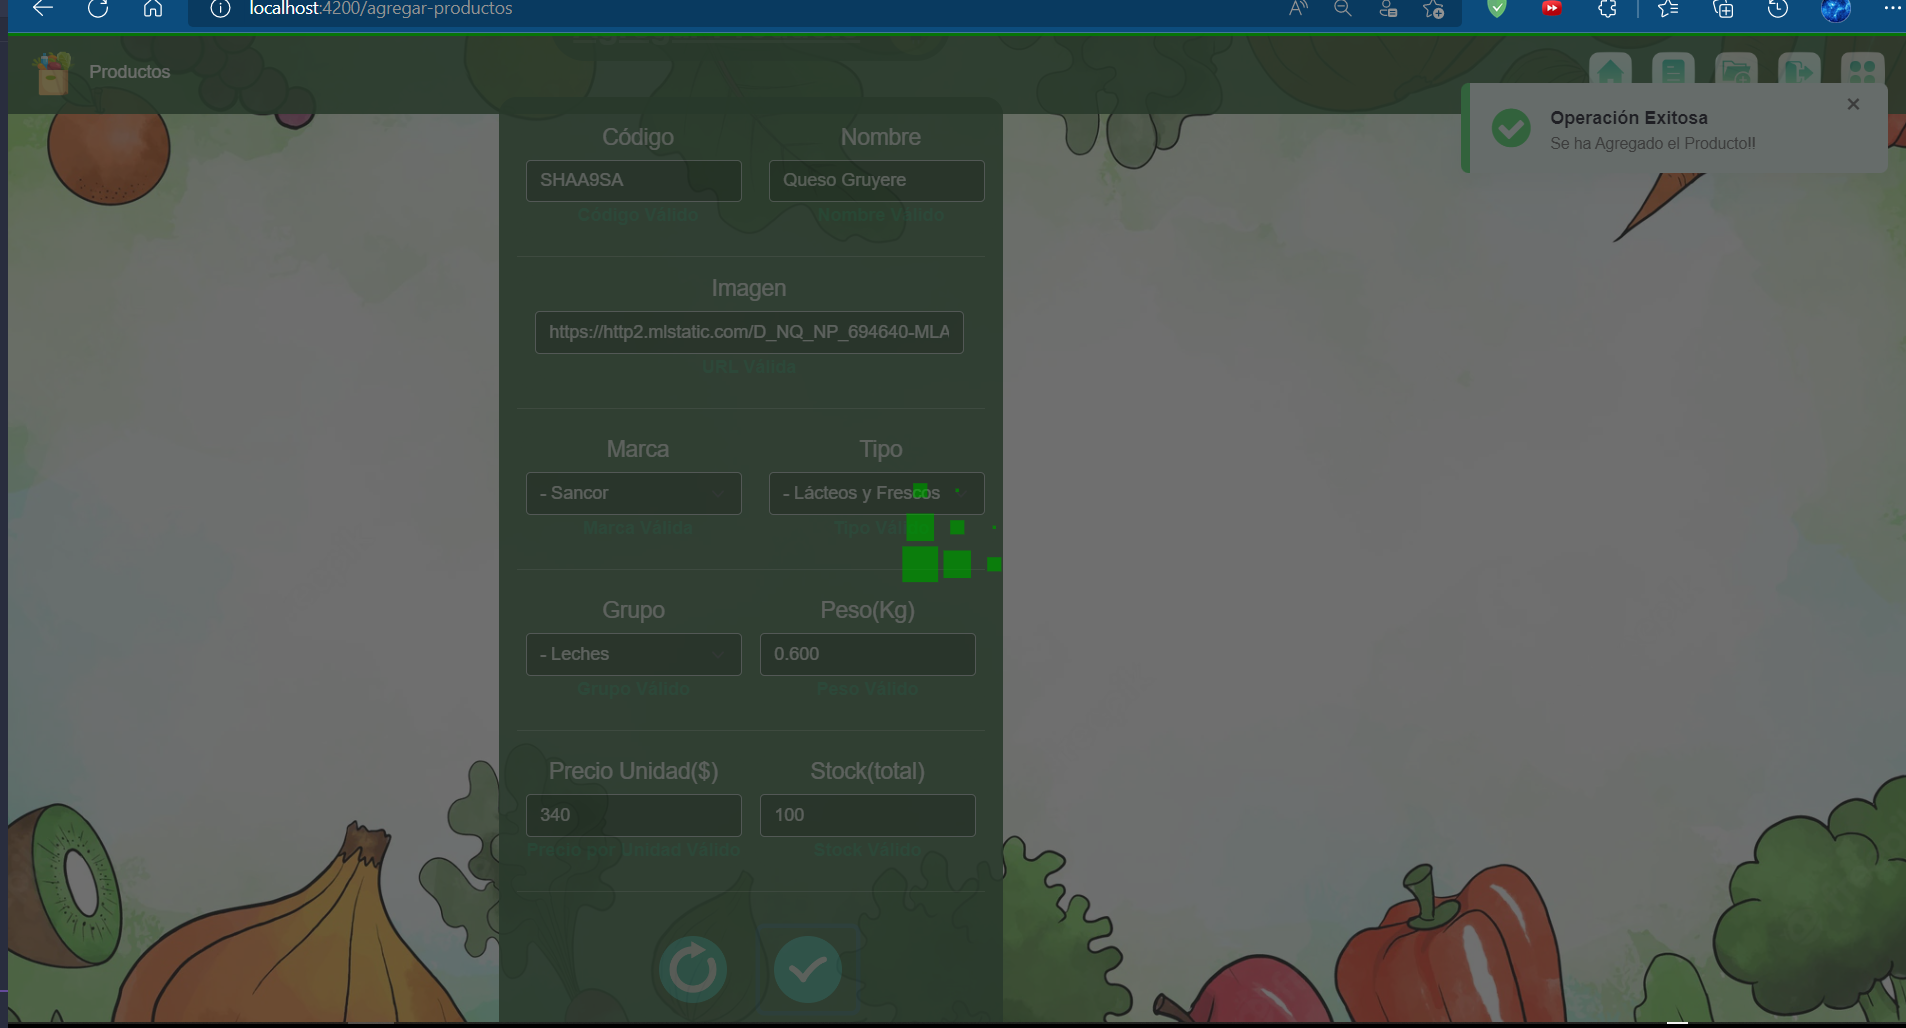 localhost:4200/agregar-productos
Productos
Operación Exitosa
Se ha Agregado el Producto!!
Código
Nombre
SHAA9SA
Queso Gruyere
Código Válido
Nombre Válido
Imagen
https://http2.mlstatic.com/D_NQ_NP_694640-MLA
URL Válida
Marca
Tipo
- Sancor
- Lácteos y Frescos
Marca Válida
Tipo
Grupo
Peso(Kg)
- Leches
0.600
Grupo Válido
Peso Válido
Precio Unidad($)
Stock(total)
340
100
Precio por Unidad Válido
Stock Válido